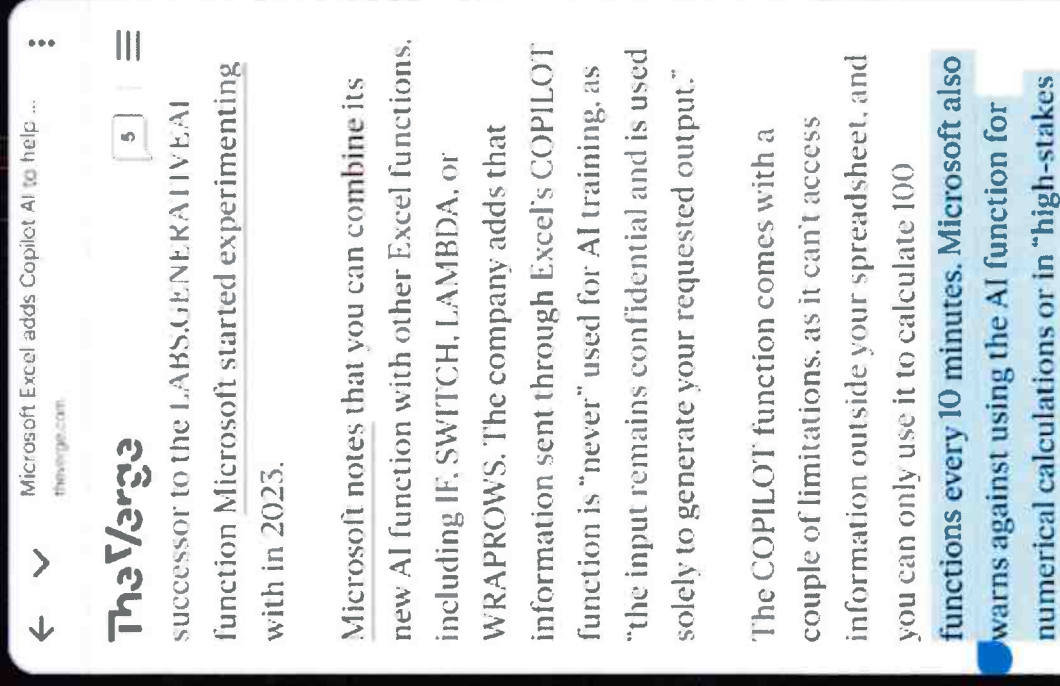 Microsoft Excel adds Copilot AI to help ...
theverge.com
TheVerge
5
successor to the LABS.GENERATIVEAI
function Microsoft started experimenting
with in 2023.
Microsoft notes that you can combine its
new AI function with other Excel functions,
including IF, SWITCH, LAMBDA, or
WRAPROWS. The company adds that
information sent through Excel's COPILOT
function is "never" used for AI training, as
"the input remains confidential and is used
solely to generate your requested output."
The COPILOT function comes with a
couple of limitations, as it can't access
information outside your spreadsheet, and
you can only use it to calculate 100
functions every 10 minutes. Microsoft also
warns against using the AI function for
numerical calculations or in "high-stakes